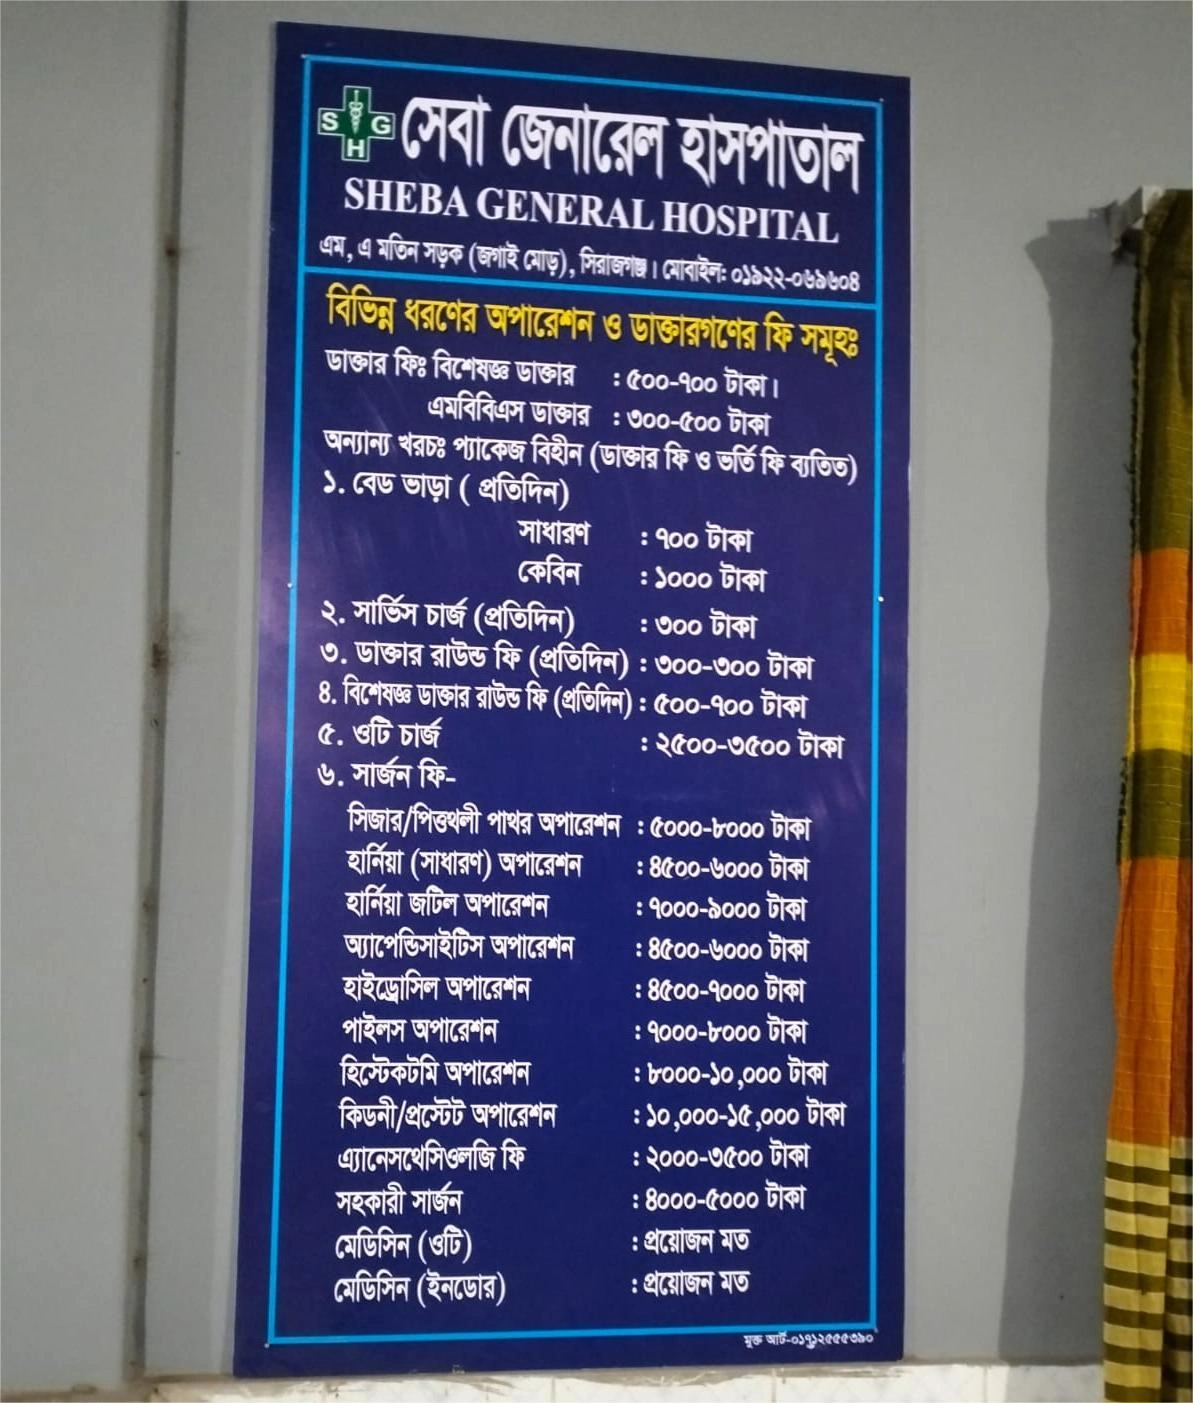 S G H
সেবা জেনারেল হাসপাতাল
SHEBA GENERAL HOSPITAL
এম, এ মতিন সড়ক (জগাই মোড়), সিরাজগঞ্জ। মোবাইল: ০১৯২২-০৬৯৬০৪
বিভিন্ন ধরণের অপারেশন ও ডাক্তারগণের ফি সমূহঃ
ডাক্তার ফিঃ বিশেষজ্ঞ ডাক্তার : ৫০০-৭০০ টাকা।
এমবিবিএস ডাক্তার : ৩০০-৫০০ টাকা
অন্যান্য খরচঃ প্যাকেজ বিহীন (ডাক্তার ফি ও ভর্তি ফি ব্যতিত)
১. বেড ভাড়া ( প্রতিদিন)
সাধারণ : ৭০০ টাকা
কেবিন : ১০০০ টাকা
২. সার্ভিস চার্জ (প্রতিদিন) : ৩০০ টাকা
৩. ডাক্তার রাউন্ড ফি (প্রতিদিন) : ৩০০-৩০০ টাকা
৪. বিশেষজ্ঞ ডাক্তার রাউন্ড ফি (প্রতিদিন) : ৫০০-৭০০ টাকা
৫. ওটি চার্জ : ২৫০০-৩৫০০ টাকা
৬. সার্জন ফি-
সিজার/পিত্তথলী পাথর অপারেশন : ৫০০০-৮০০০ টাকা
হার্নিয়া (সাধারণ) অপারেশন : ৪৫০০-৬০০০ টাকা
হার্নিয়া জটিল অপারেশন : ৭০০০-৯০০০ টাকা
অ্যাপেন্ডিসাইটিস অপারেশন : ৪৫০০-৬০০০ টাকা
হাইড্রোসিল অপারেশন : ৪৫০০-৭০০০ টাকা
পাইলস অপারেশন : ৭০০০-৮০০০ টাকা
হিস্টেকটমি অপারেশন : ৮০০০-১০,০০০ টাকা
কিডনী/প্রস্টেট অপারেশন : ১০,০০০-১৫,০০০ টাকা
এ্যানেসথেসিওলজি ফি : ২০০০-৩৫০০ টাকা
সহকারী সার্জন : ৪০০০-৫০০০ টাকা
মেডিসিন (ওটি) : প্রয়োজন মত
মেডিসিন (ইনডোর) : প্রয়োজন মত
মুক্ত আর্ট-০১৭১২৫৫৫৩৯০